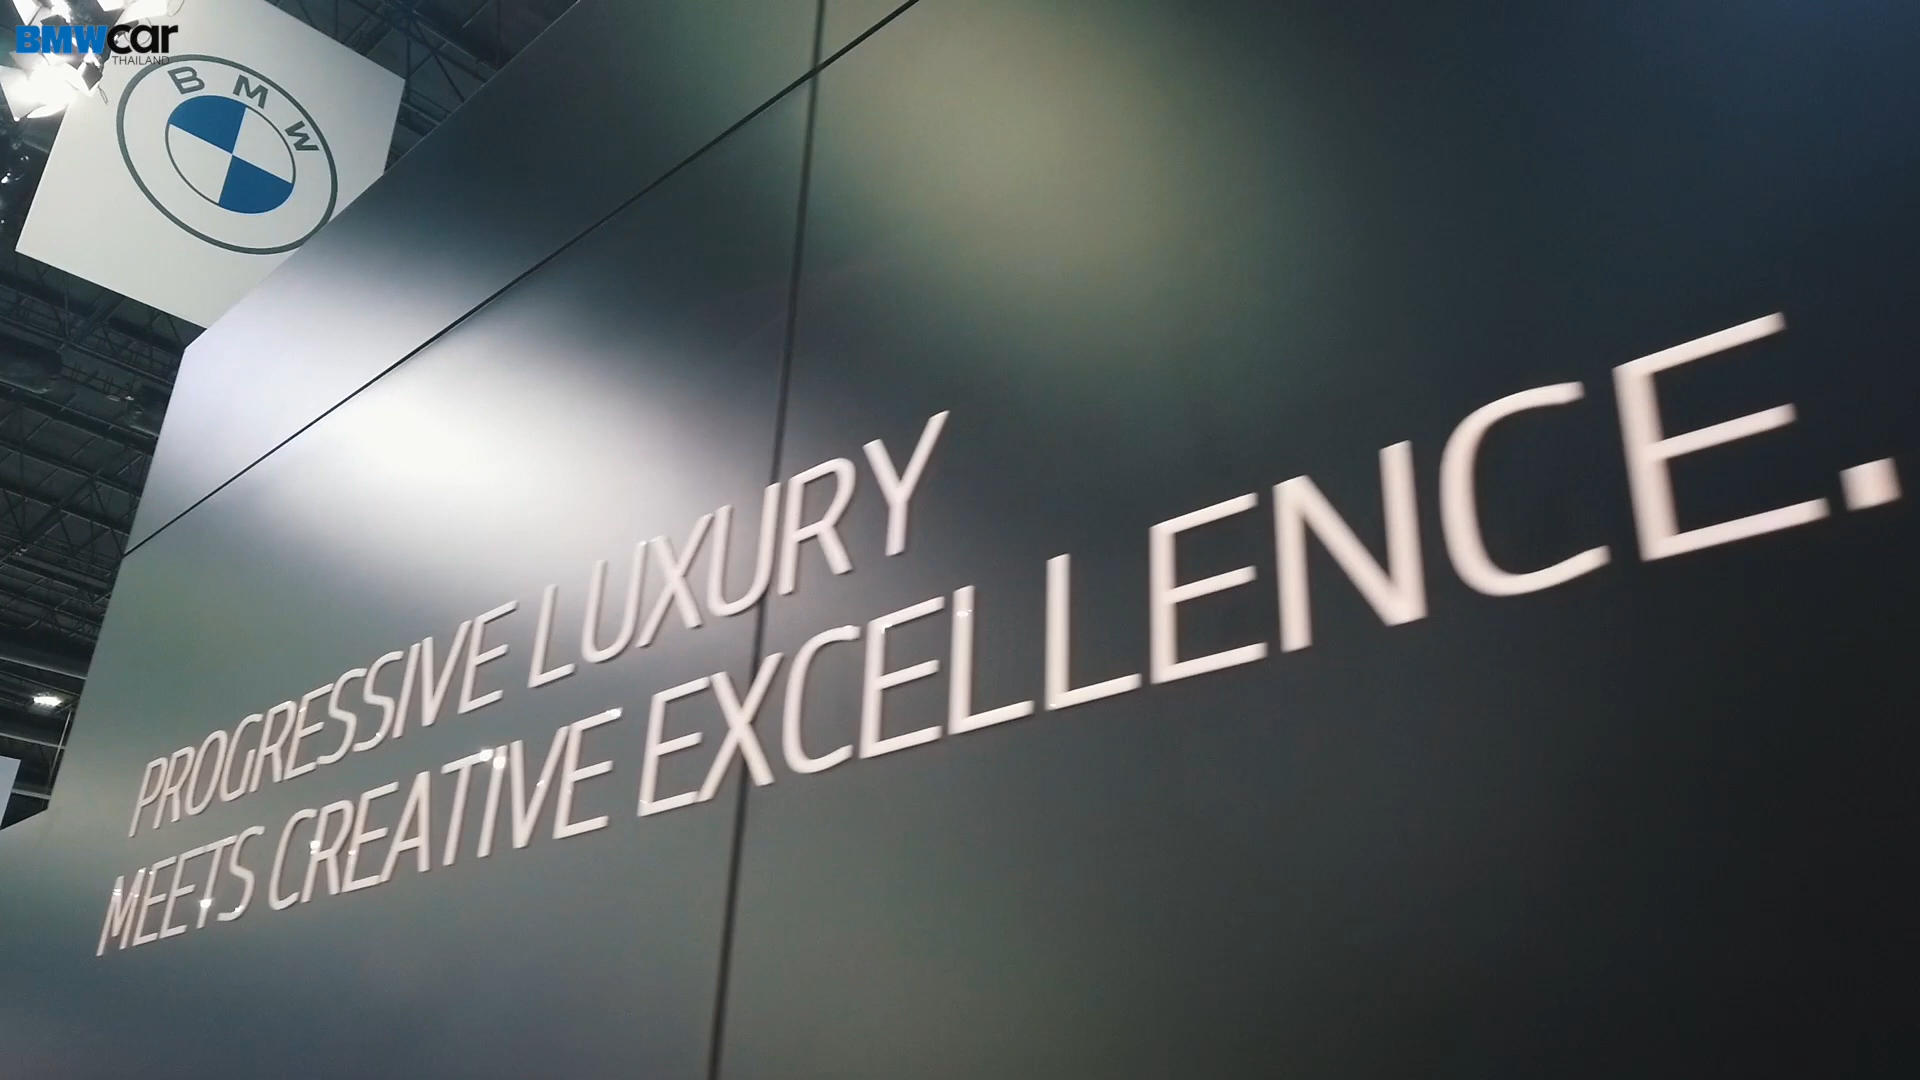 BMWcar
THAILAND
BMW
PROGRESSIVE LUXURY
MEETS CREATIVE EXCELLENCE.